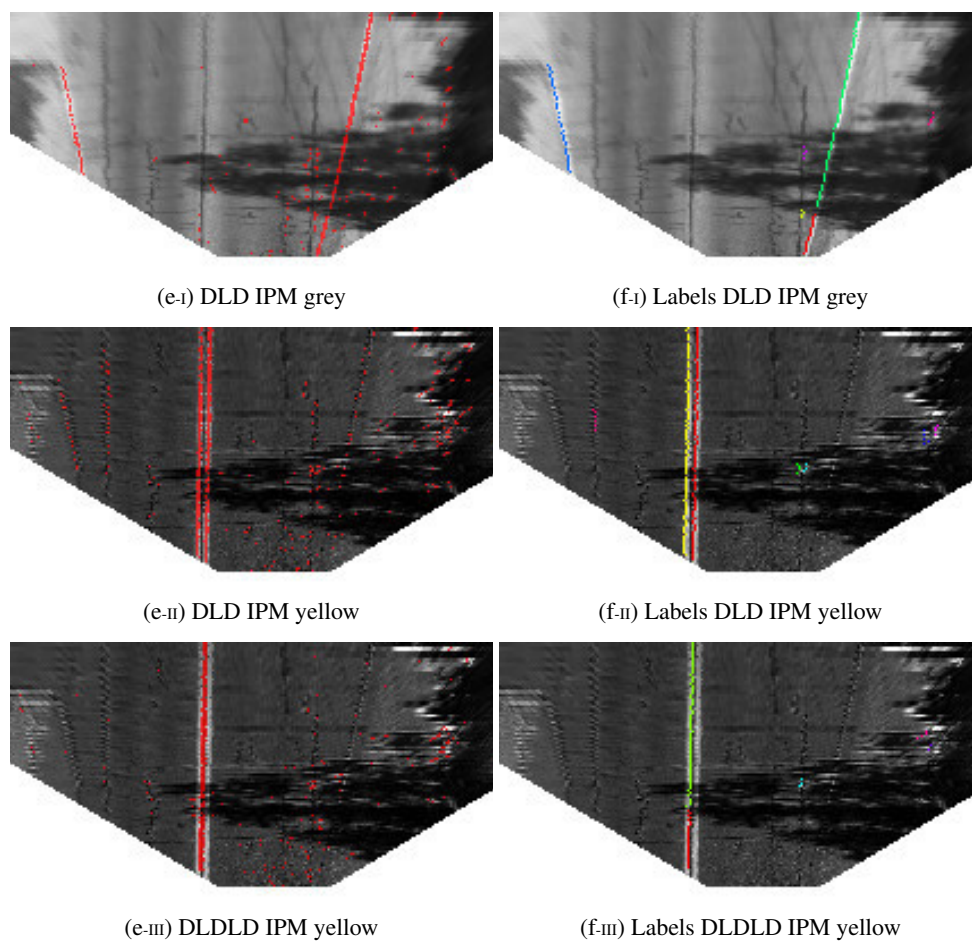 (e-I) DLD IPM grey
(f-I) Labels DLD IPM grey
(e-II) DLD IPM yellow
(f-II) Labels DLD IPM yellow
(e-III) DLDLD IPM yellow
(f-III) Labels DLDLD IPM yellow